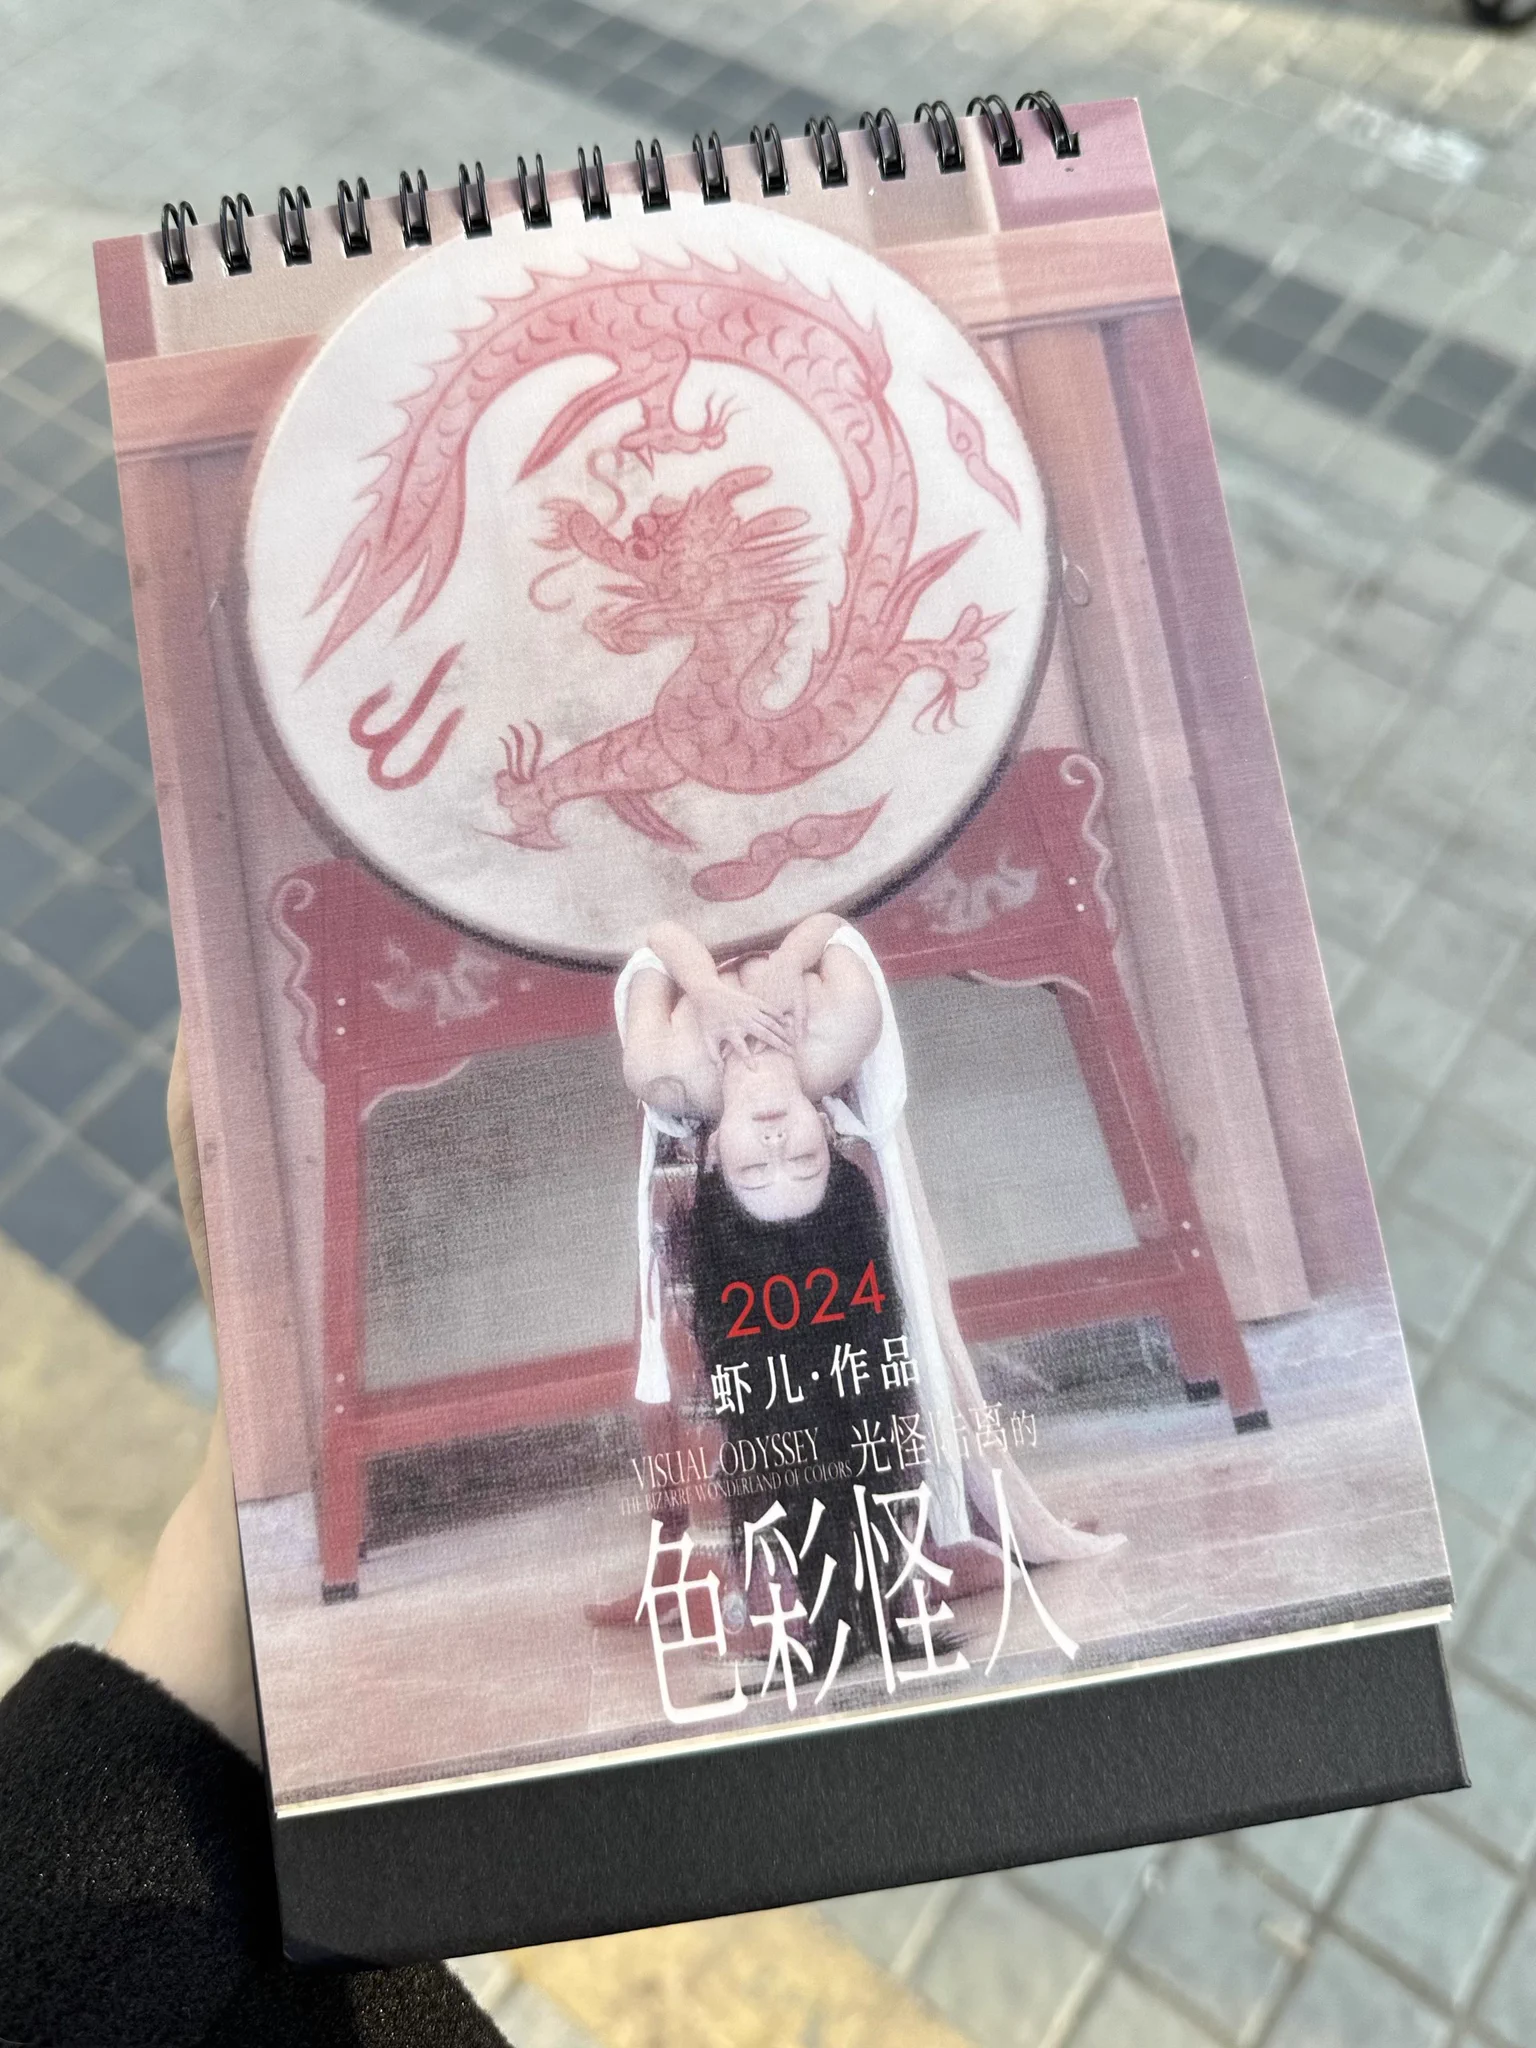 2024
虾儿·作品
VISUAL ODYSSEY 光怪陆离的
THE BIZARRE WONDERLAND OF COLORS
色彩怪人